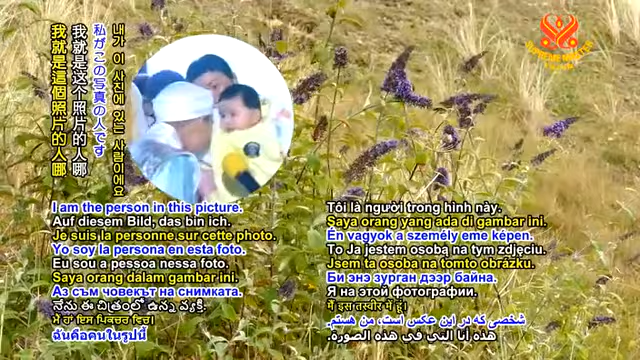 我就是這個照片的人哪
我就是这个照片的人哪
私がこの写真の人です
내가 이 사진에 있는 사람이에요
SUPREME MASTER
I am the person in this picture.
Auf diesem Bild, das bin ich.
Je suis la personne sur cette photo.
Yo soy la persona en esta foto.
Eu sou a pessoa nessa foto.
Saya orang dalam gambar ini.
Аз съм човекът на снимката.
నేను ఈ చిత్రంలో ఉన్న వ్యక్తి.
ਮੈਂ ਹਾਂ ਇਸ ਪਿਕਚਰ ਵਿਚ।
ฉันคือคนในรูปนี้
Tôi là người trong hình này.
Saya orang yang ada di gambar ini.
Én vagyok a személy eme képen.
To Ja jestem osobą na tym zdjęciu.
Jsem ta osoba na tomto obrázku.
Би энэ зурган дээр байна.
Я на этой фотографии.
मैं इस तस्वीर में हूं।
شخصی که در این عکس است، من هستم.
هذه أنا التي في هذه الصورة.